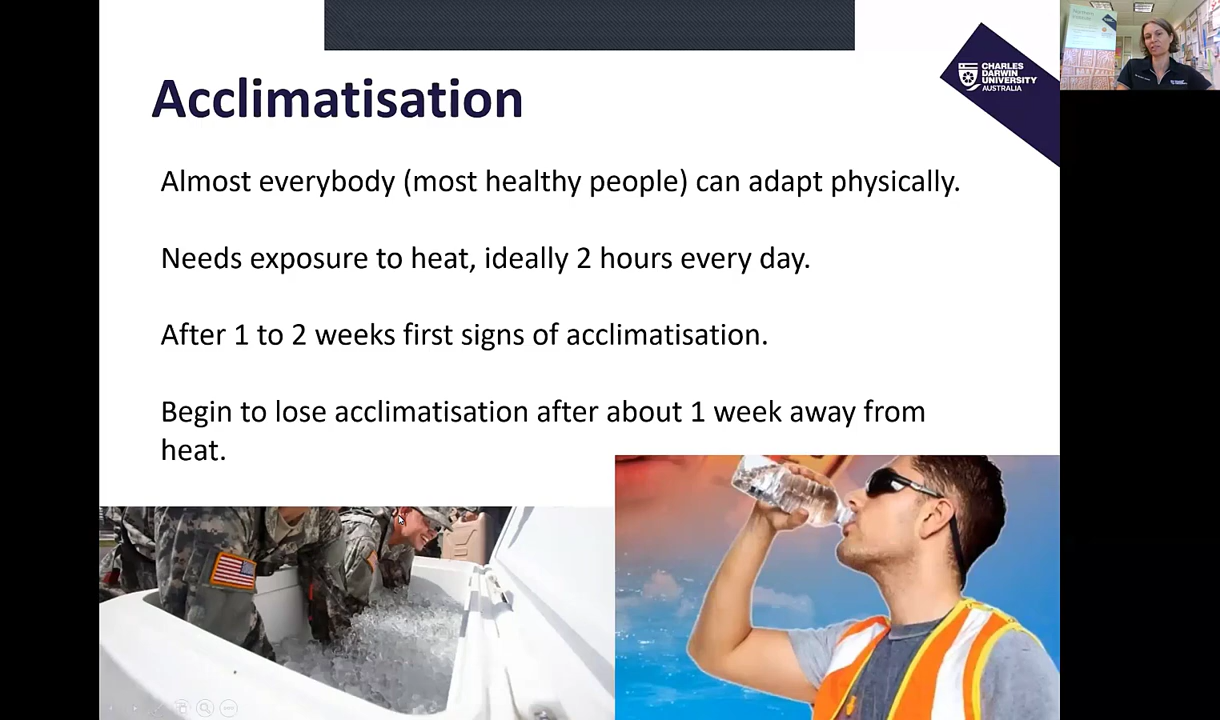 Acclimatisation
CHARLES
DARWIN
UNIVERSITY
AUSTRALIA
Almost everybody (most healthy people) can adapt physically.
Needs exposure to heat, ideally 2 hours every day.
After 1 to 2 weeks first signs of acclimatisation.
Begin to lose acclimatisation after about 1 week away from
heat.